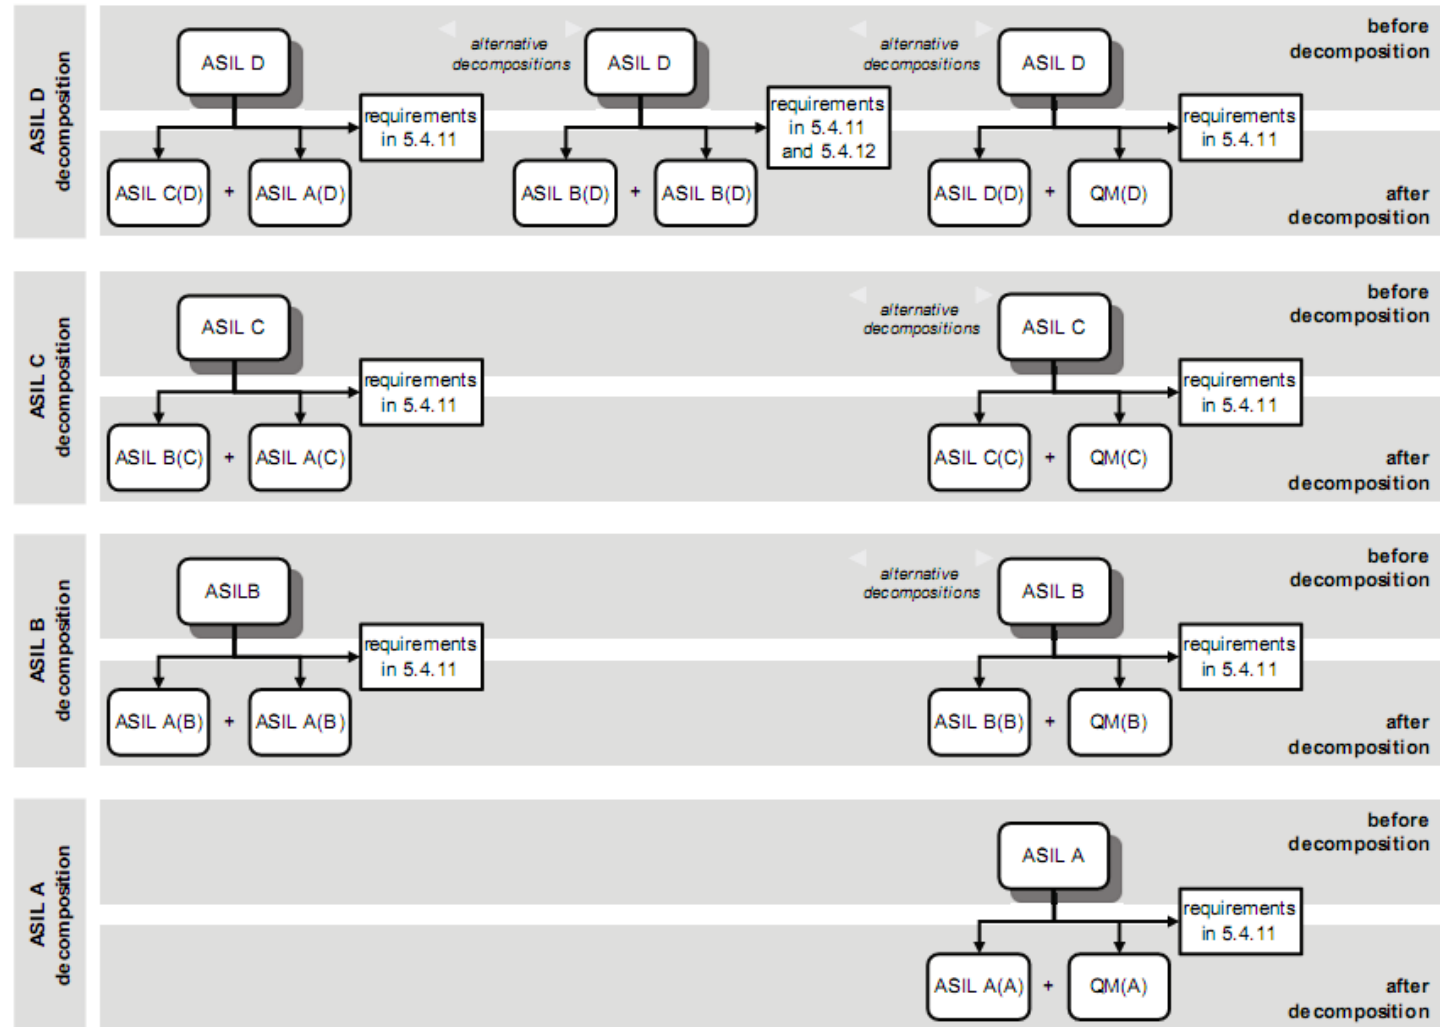 ASIL D
decomposition
ASIL D
alternative
decompositions
ASIL D
alternative
decompositions
ASIL D
before
decomposition
requirements
in 5.4.11
requirements
in 5.4.11
and 5.4.12
requirements
in 5.4.11
ASIL C(D) + ASIL A(D)
ASIL B(D) + ASIL B(D)
ASIL D(D) + QM(D)
after
decomposition
ASIL C
decomposition
ASIL C
alternative
decompositions
ASIL C
before
decomposition
requirements
in 5.4.11
requirements
in 5.4.11
ASIL B(C) + ASIL A(C)
ASIL C(C) + QM(C)
after
decomposition
ASIL B
decomposition
ASILB
alternative
decompositions
ASIL B
before
decomposition
requirements
in 5.4.11
requirements
in 5.4.11
ASIL A(B) + ASIL A(B)
ASIL B(B) + QM(B)
after
decomposition
ASIL A
decomposition
ASIL A
before
decomposition
requirements
in 5.4.11
ASIL A(A) + QM(A)
after
decomposition